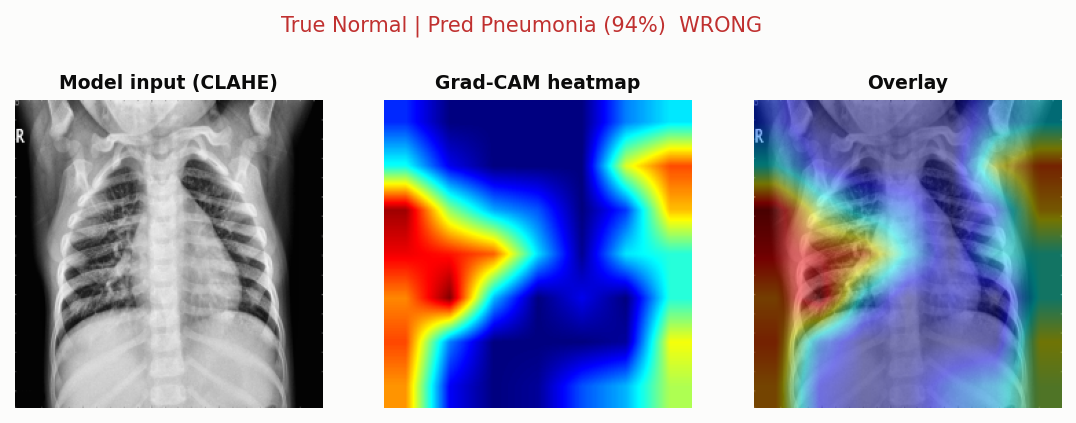 True Normal | Pred Pneumonia (94%)  WRONG
Model input (CLAHE)
Grad-CAM heatmap
Overlay
R
R